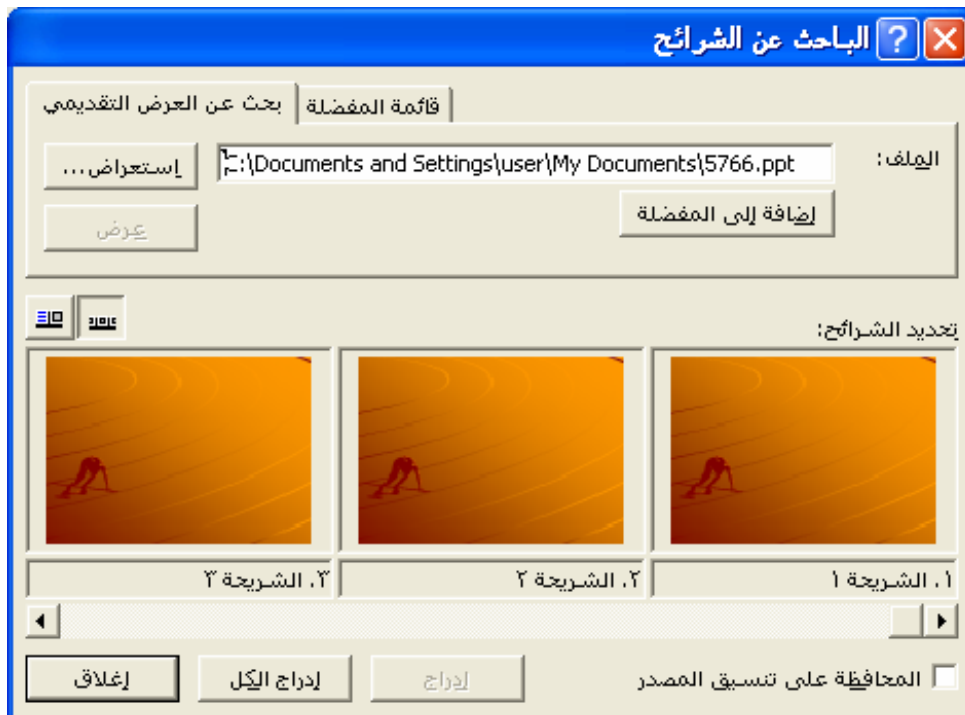 الباحث عن الشرائح
بحث عن العرض التقديمي
قائمة المفضلة
الملف:
C:\Documents and Settings\user\My Documents\5766.ppt
إستعراض...
إضافة إلى المفضلة
عرض
تحديد الشرائح:
١. الشريحة ١
٢. الشريحة ٢
٣. الشريحة ٣
المحافظة على تنسيق المصدر
إدراج
إدراج الكل
إغلاق